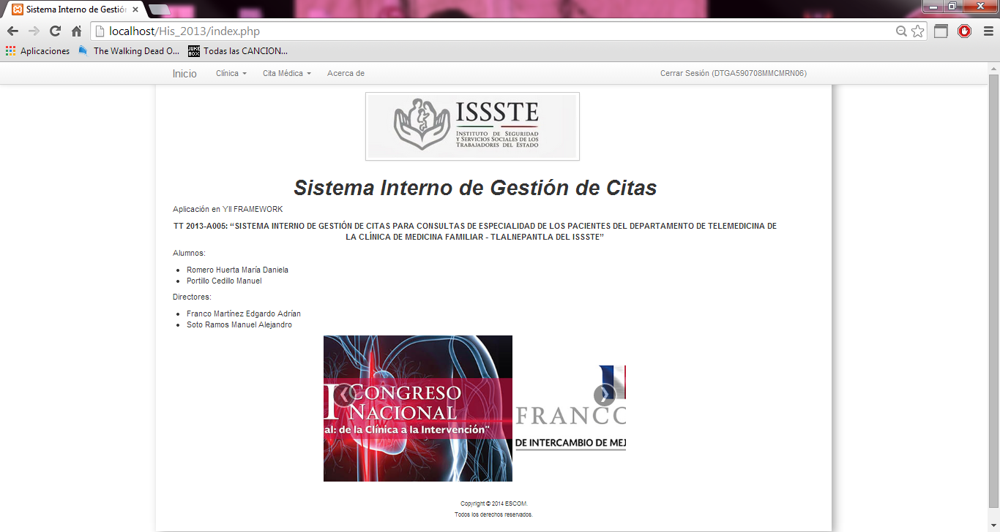 Sistema Interno de Gestión
localhost/His_2013/index.php
Aplicaciones The Walking Dead O... JUKE BOX Todas las CANCION...
Inicio Clínica Cita Médica Acerca de Cerrar Sesión (DTGA590708MMCMRN06)
ISSSTE
INSTITUTO DE SEGURIDAD
Y SERVICIOS SOCIALES DE LOS
TRABAJADORES DEL ESTADO
Sistema Interno de Gestión de Citas
Aplicación en YII FRAMEWORK
TT 2013-A005: “SISTEMA INTERNO DE GESTIÓN DE CITAS PARA CONSULTAS DE ESPECIALIDAD DE LOS PACIENTES DEL DEPARTAMENTO DE TELEMEDICINA DE
LA CLÍNICA DE MEDICINA FAMILIAR - TLALNEPANTLA DEL ISSSTE”
Alumnos:
Romero Huerta María Daniela
Portillo Cedillo Manuel
Directores:
Franco Martínez Edgardo Adrían
Soto Ramos Manuel Alejandro
I CONGRESO
NACIONAL
al: de la Clínica a la Intervención”
FRANCO
DE INTERCAMBIO DE MEJ
Copyright © 2014 ESCOM.
Todos los derechos reservados.